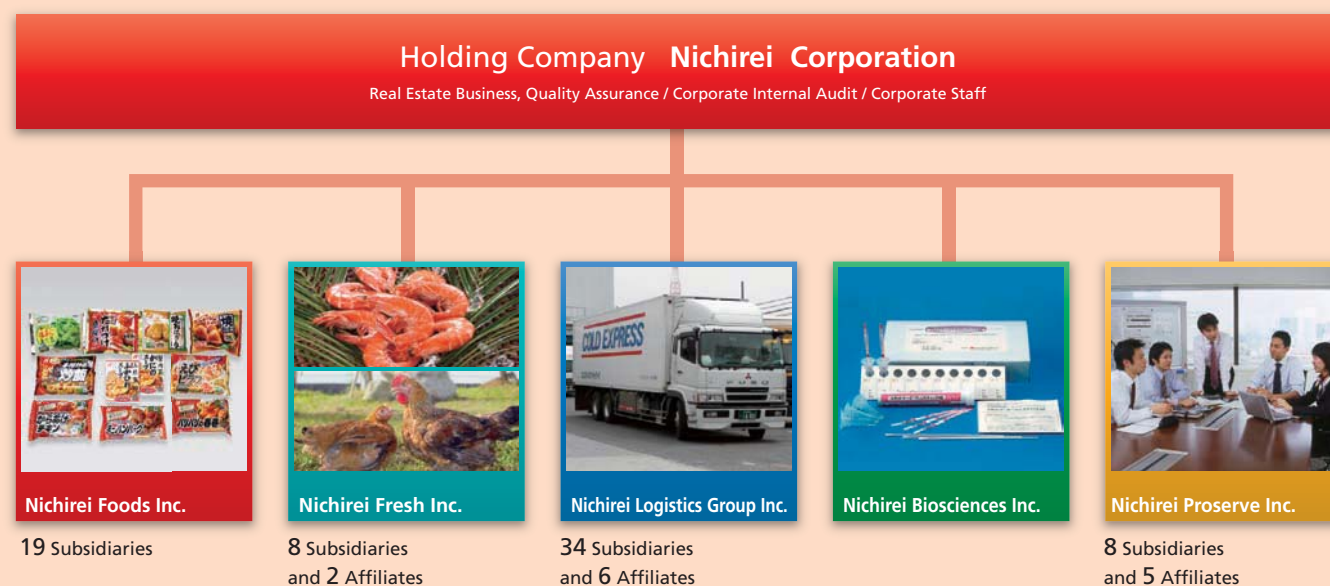 Holding Company Nichirei Corporation
Real Estate Business, Quality Assurance / Corporate Internal Audit / Corporate Staff
COLD EXPRESS
FUSO
Nichirei Foods Inc.
Nichirei Fresh Inc.
Nichirei Logistics Group Inc.
Nichirei Biosciences Inc.
Nichirei Proserve Inc.
19 Subsidiaries
8 Subsidiaries
and 2 Affiliates
34 Subsidiaries
and 6 Affiliates
8 Subsidiaries
and 5 Affiliates